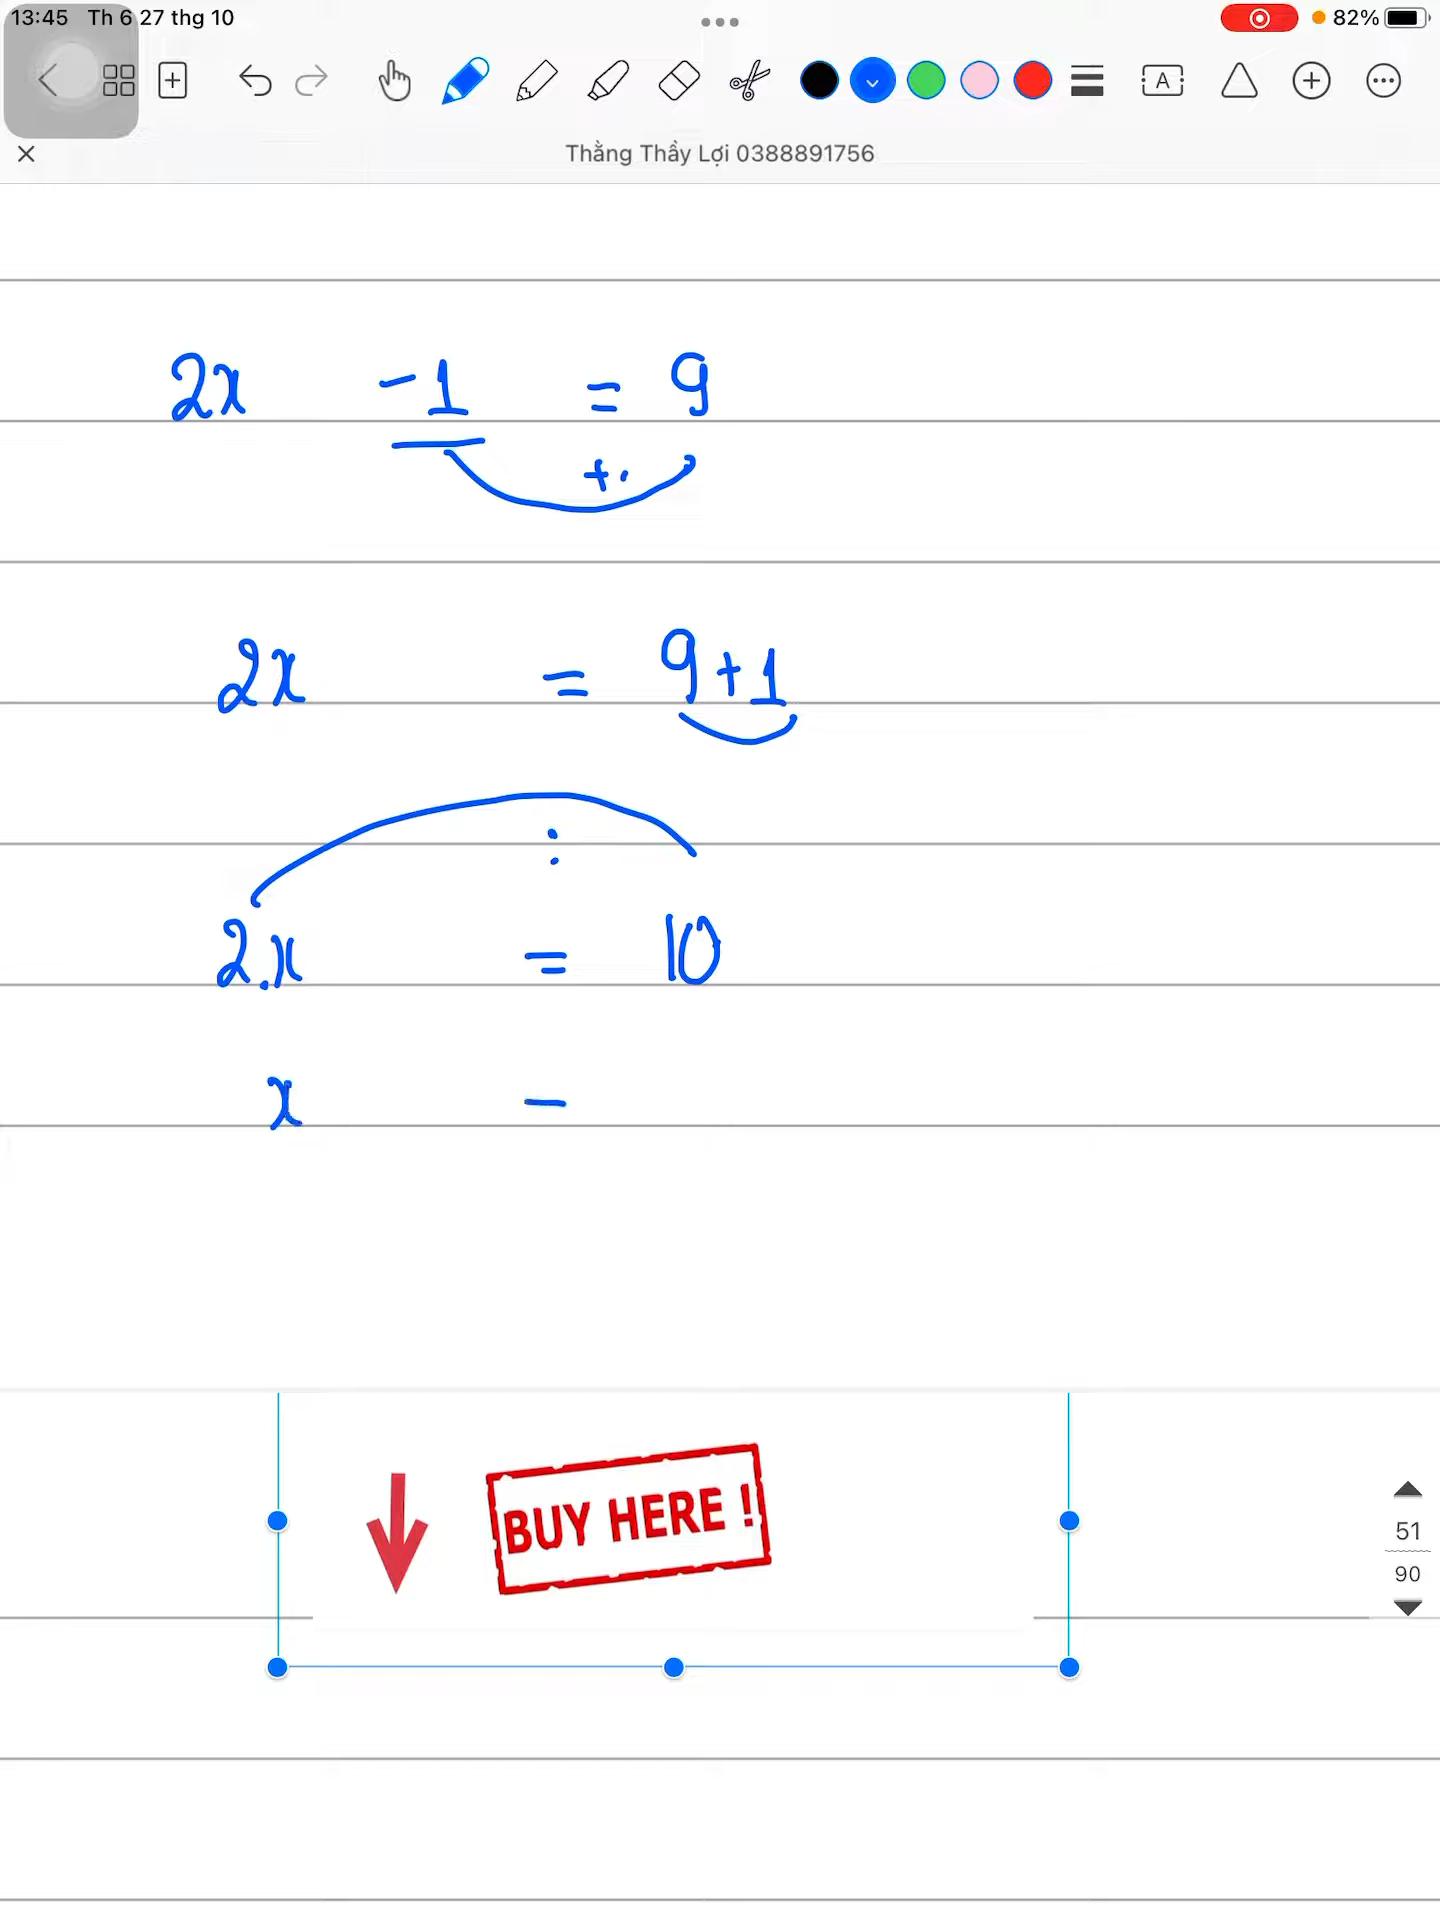 13:45 Th 6 27 thg 10
82%
A
Thằng Thầy Lợi 0388891756
2x -1 = 9
+.
2x = 9+1
:
2.x = 10
x -
BUY HERE !
51
90